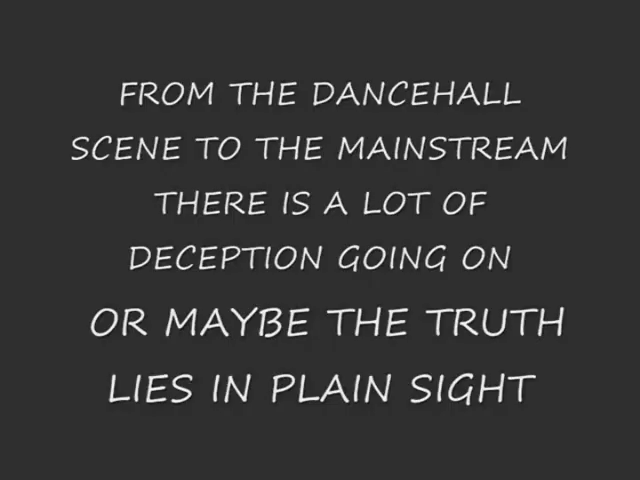 FROM THE DANCEHALL
SCENE TO THE MAINSTREAM
THERE IS A LOT OF
DECEPTION GOING ON
OR MAYBE THE TRUTH
LIES IN PLAIN SIGHT